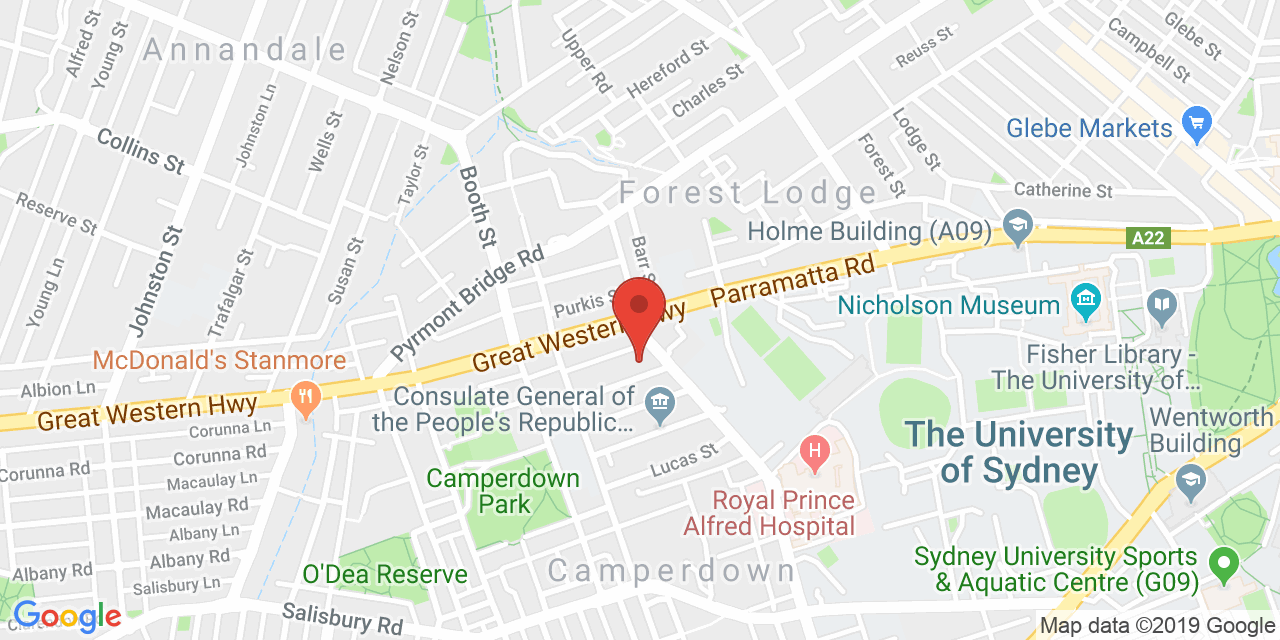 Alfred St
Young St
Annandale
Nelson St
Upper Rd
Hereford St
Charles St
Reuss St
Campbell St
Glebe St
Collins St
Johnston Ln
Wells St
Taylor St
Booth St
Forest St
Lodge St
Glebe Markets
Forest Lodge
Catherine St
Reserve St
Johnston St
Trafalgar St
Susan St
Young Ln
Pyrmont Bridge Rd
Barr S
Purkis S
Holme Building (A09)
A22
Great Western Hwy
Parramatta Rd
Nicholson Museum
McDonald's Stanmore
Albion Ln
Great Western Hwy
Consulate General of
the People's Republic...
Fisher Library -
The University of...
Wentworth
Building
The University
of Sydney
Corunna Ln
Corunna Rd
Corunna Rd
Macaulay Ln
Macaulay Rd
Albany Ln
Albany Rd
Albany Rd
Salisbury Ln
Camperdown
Park
Lucas St
H
Royal Prince
Alfred Hospital
O'Dea Reserve
Camperdown
Sydney University Sports
& Aquatic Centre (G09)
Salisbury Rd
Google
Map data ©2019 Google